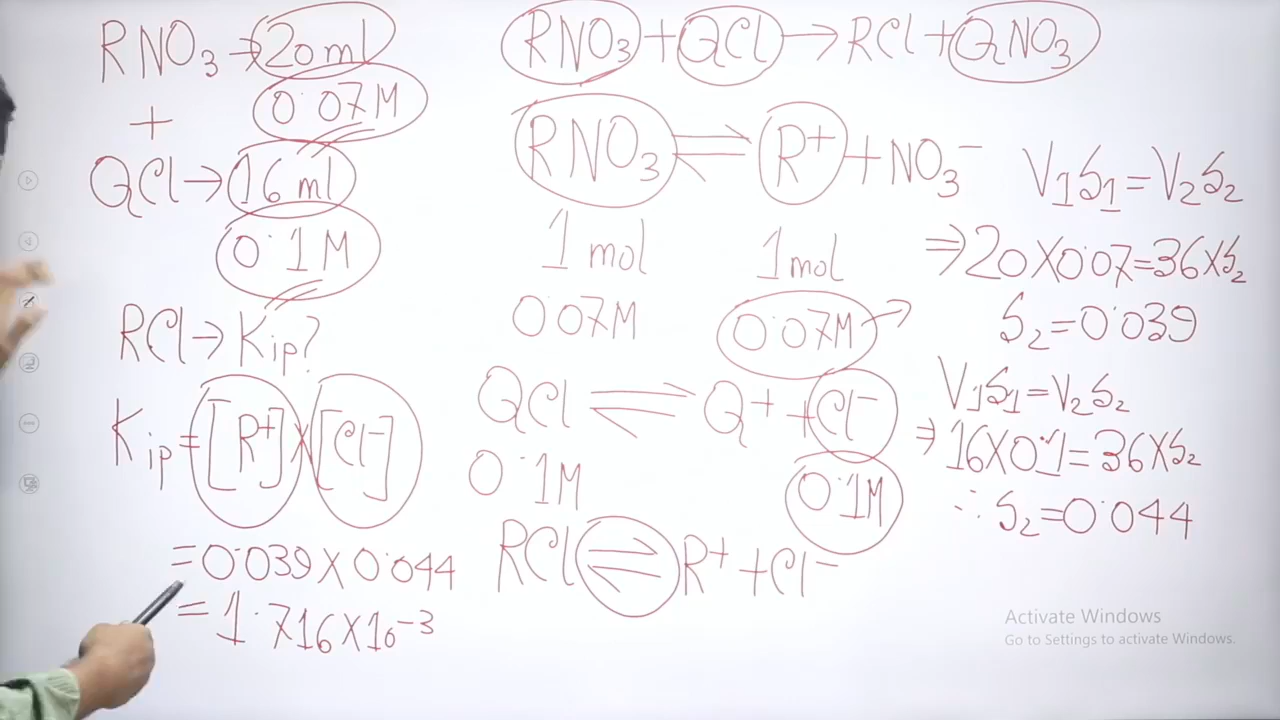 RNO₃ → 20 ml
0.07M
+
QCl → 16 ml
0.1M
RCl → Kip?
Kip = [R⁺] × [Cl⁻]
= 0.039 × 0.044
= 1.716 × 10⁻³
RNO₃ + QCl → RCl + QNO₃
RNO₃ ⇌ R⁺ + NO₃⁻
1 mol 1 mol
0.07M 0.07M
QCl ⇌ Q⁺ + Cl⁻
0.1M 0.1M
RCl ⇌ R⁺ + Cl⁻
V₁S₁ = V₂S₂
⇒ 20 × 0.07 = 36 × S₂
S₂ = 0.039
V₁S₁ = V₂S₂
⇒ 16 × 0.1 = 36 × S₂
∴ S₂ = 0.044
Activate Windows
Go to Settings to activate Windows.